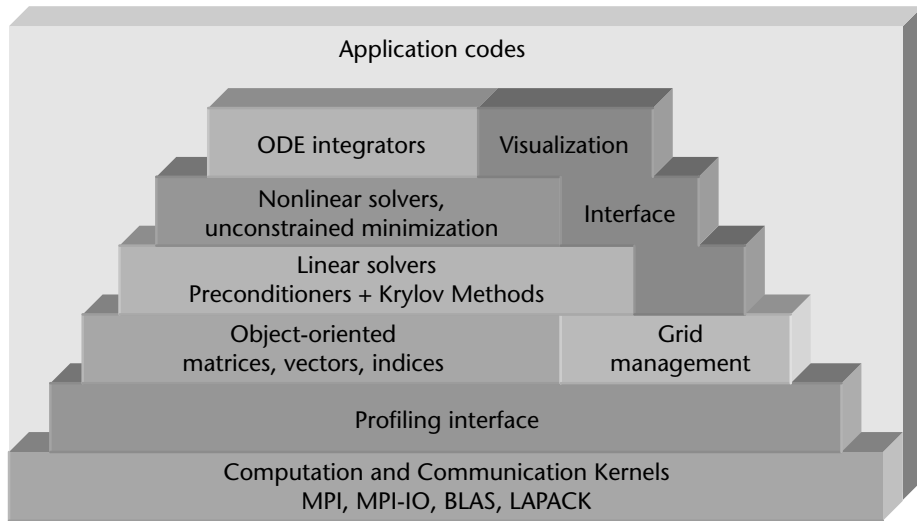 Application codes
ODE integrators
Visualization
Nonlinear solvers,
unconstrained minimization
Interface
Linear solvers
Preconditioners + Krylov Methods
Object-oriented
matrices, vectors, indices
Grid
management
Profiling interface
Computation and Communication Kernels
MPI, MPI-IO, BLAS, LAPACK